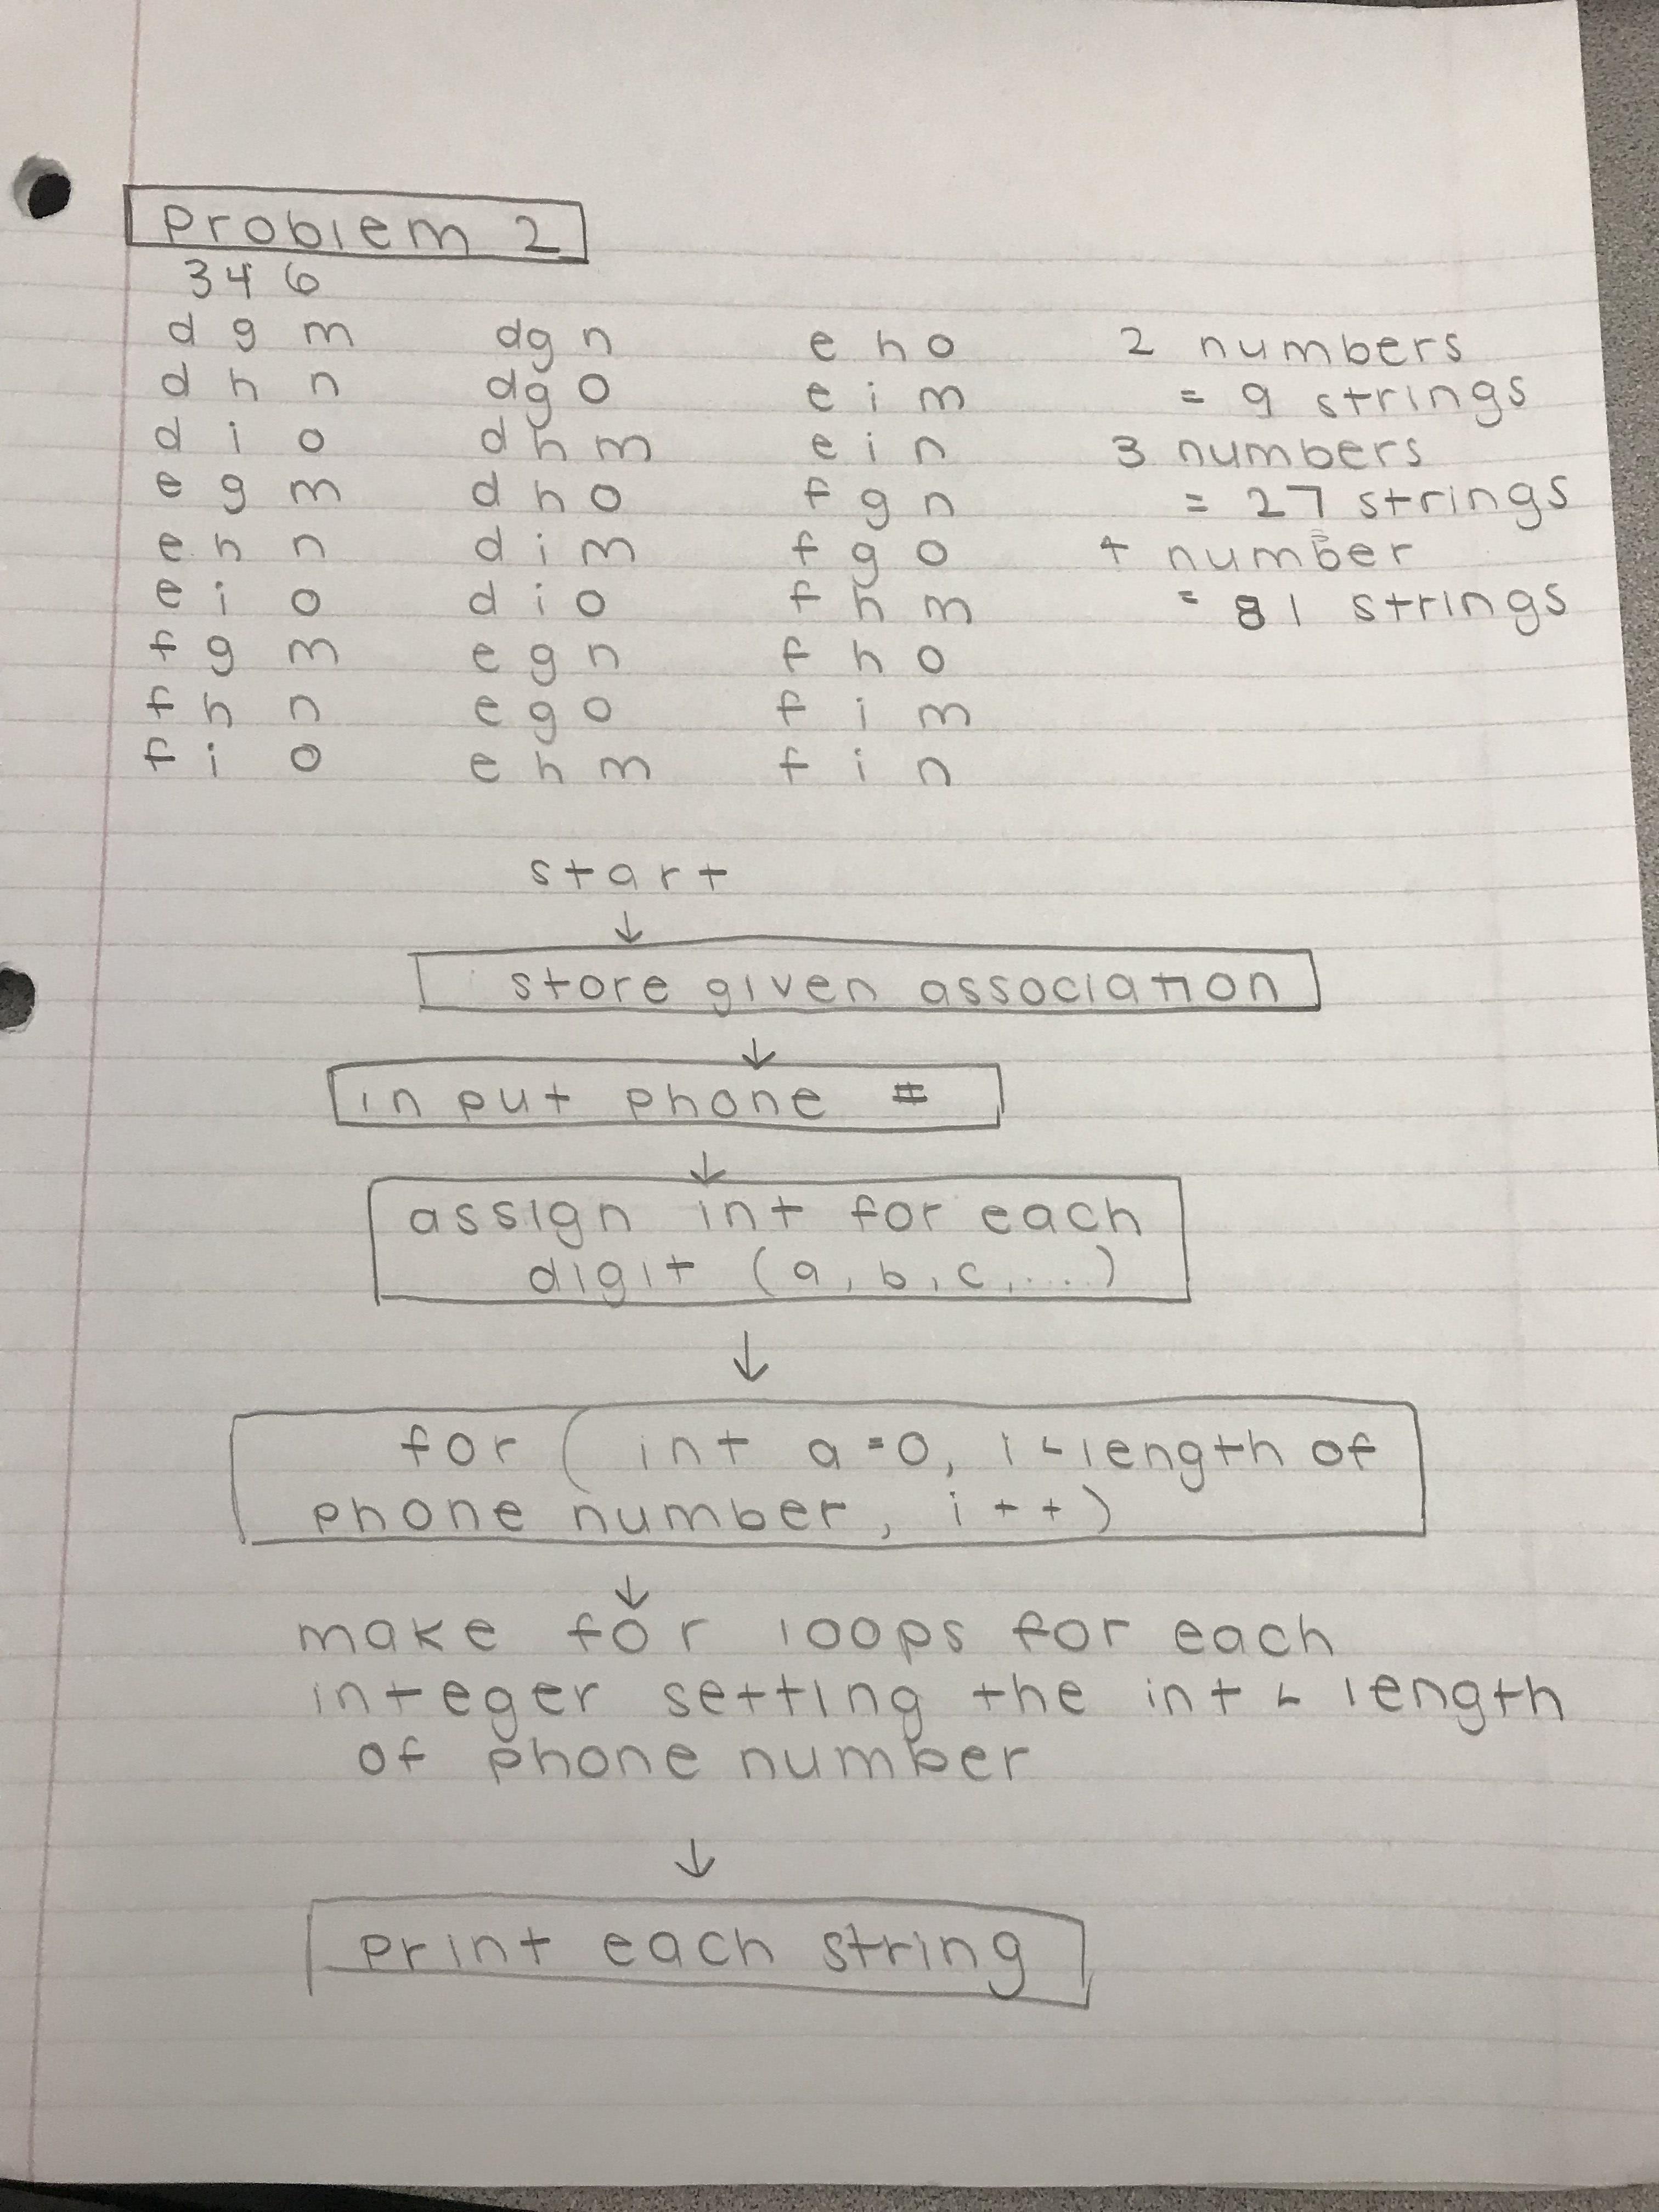 Problem 2
346
dgm dgn eho 2 numbers
dhn dgo eim = 9 strings
dio dhm ein 3 numbers
egm dho fgn = 27 strings
ehn dim fgo 4 number
eio dio fhm = 81 strings
fgm egn fho
fhn ego fim
fio ehm fin
start
↓
store given association
↓
input phone #
↓
assign int for each
digit (a,b,c,...)
↓
for (int a=0, i < length of
phone number, i++)
↓
make for loops for each
integer setting the int < length
of phone number
↓
print each string